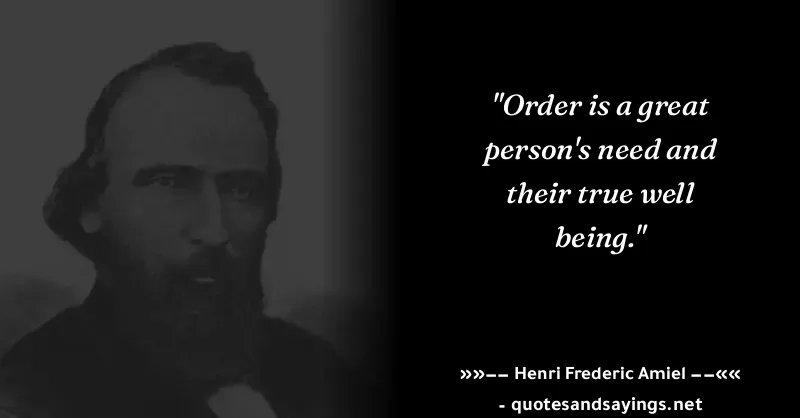 "Order is a great
person's need and
their true well
being."
»»−− Henri Frederic Amiel −−««
- quotesandsayings.net